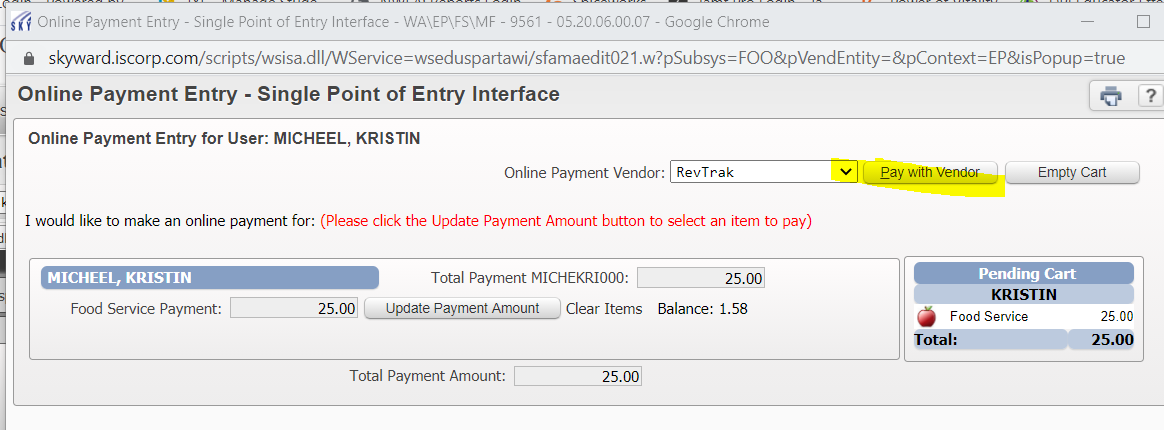 Online Payment Entry - Single Point of Entry Interface - WA\EP\FS\MF - 9561 - 05.20.06.00.07 - Google Chrome
SKY
skyward.iscorp.com/scripts/wsisa.dll/WService=wseduspartawi/sfamaedit021.w?pSubsys=FOO&pVendEntity=&pContext=EP&isPopup=true
Online Payment Entry - Single Point of Entry Interface
?
Online Payment Entry for User: MICHEEL, KRISTIN
Online Payment Vendor: RevTrak Pay with Vendor Empty Cart
I would like to make an online payment for: (Please click the Update Payment Amount button to select an item to pay)
MICHEEL, KRISTIN Total Payment MICHEKRI000: 25.00
Food Service Payment: 25.00 Update Payment Amount Clear Items Balance: 1.58
Total Payment Amount: 25.00
Pending Cart
KRISTIN
Food Service 25.00
Total: 25.00